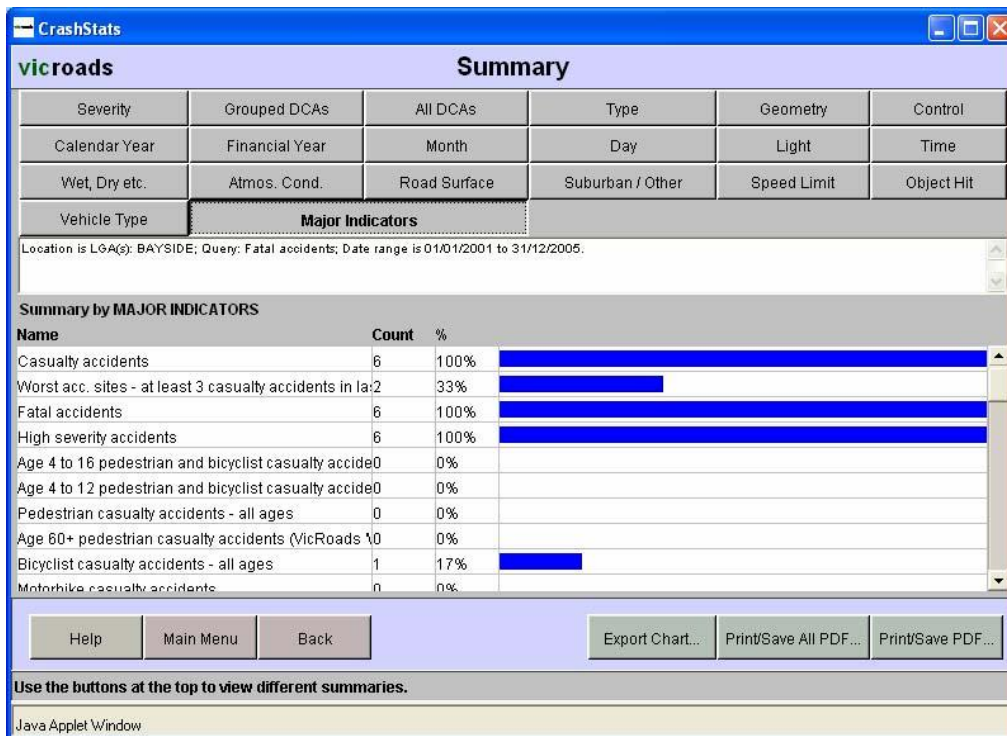 CrashStats
vicroads Summary
Severity Grouped DCAs All DCAs Type Geometry Control
Calendar Year Financial Year Month Day Light Time
Wet, Dry etc. Atmos. Cond. Road Surface Suburban / Other Speed Limit Object Hit
Vehicle Type Major Indicators
Location is LGA(s): BAYSIDE; Query: Fatal accidents; Date range is 01/01/2001 to 31/12/2005.
Summary by MAJOR INDICATORS
Name Count %
Casualty accidents 6 100%
Worst acc. sites - at least 3 casualty accidents in la 2 33%
Fatal accidents 6 100%
High severity accidents 6 100%
Age 4 to 16 pedestrian and bicyclist casualty accide 0 0%
Age 4 to 12 pedestrian and bicyclist casualty accide 0 0%
Pedestrian casualty accidents - all ages 0 0%
Age 60+ pedestrian casualty accidents (VicRoads 0 0%
Bicyclist casualty accidents - all ages 1 17%
Motorbike casualty accidents 0 0%
Help Main Menu Back Export Chart... Print/Save All PDF... Print/Save PDF...
Use the buttons at the top to view different summaries.
Java Applet Window